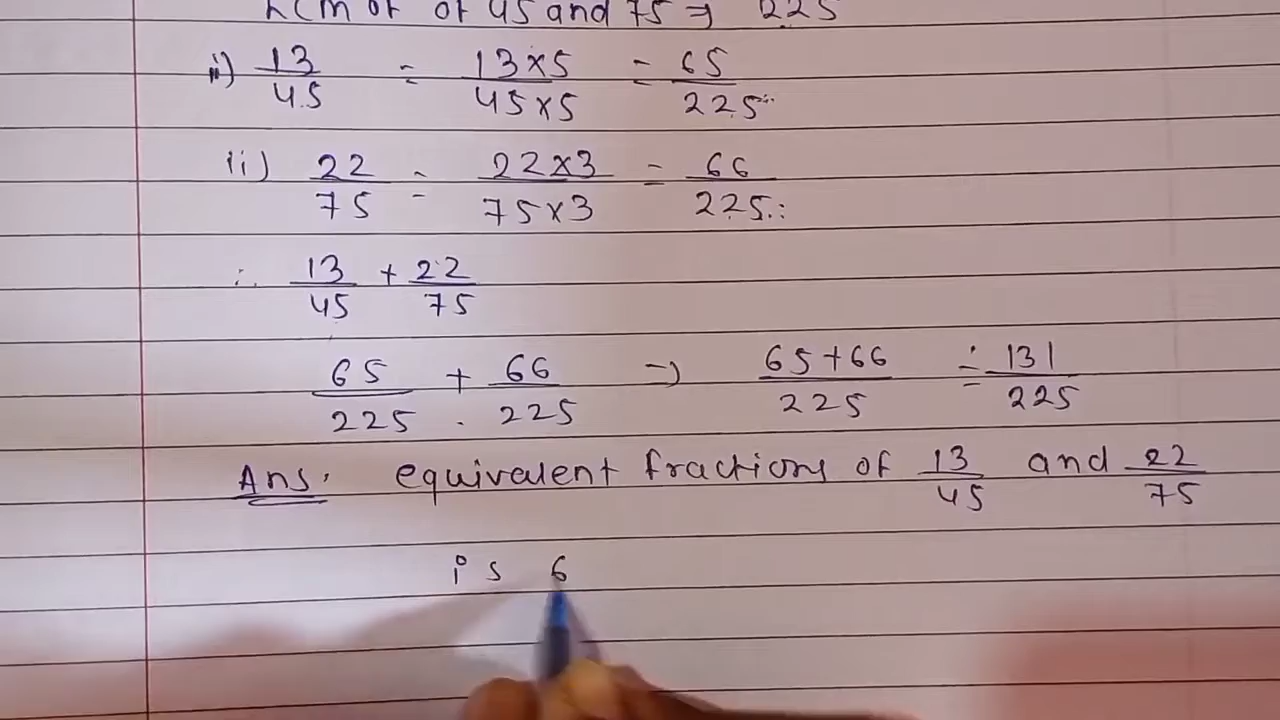 LCM of of 45 and 75 ⇒ 225
ii) 13/45 = 13×5/45×5 = 65/225
ii) 22/75 = 22×3/75×3 = 66/225
∴ 13/45 + 22/75
65/225 + 66/225 ⇒ 65+66/225 = 131/225
Ans. equivalent fractions of 13/45 and 22/75
is 6